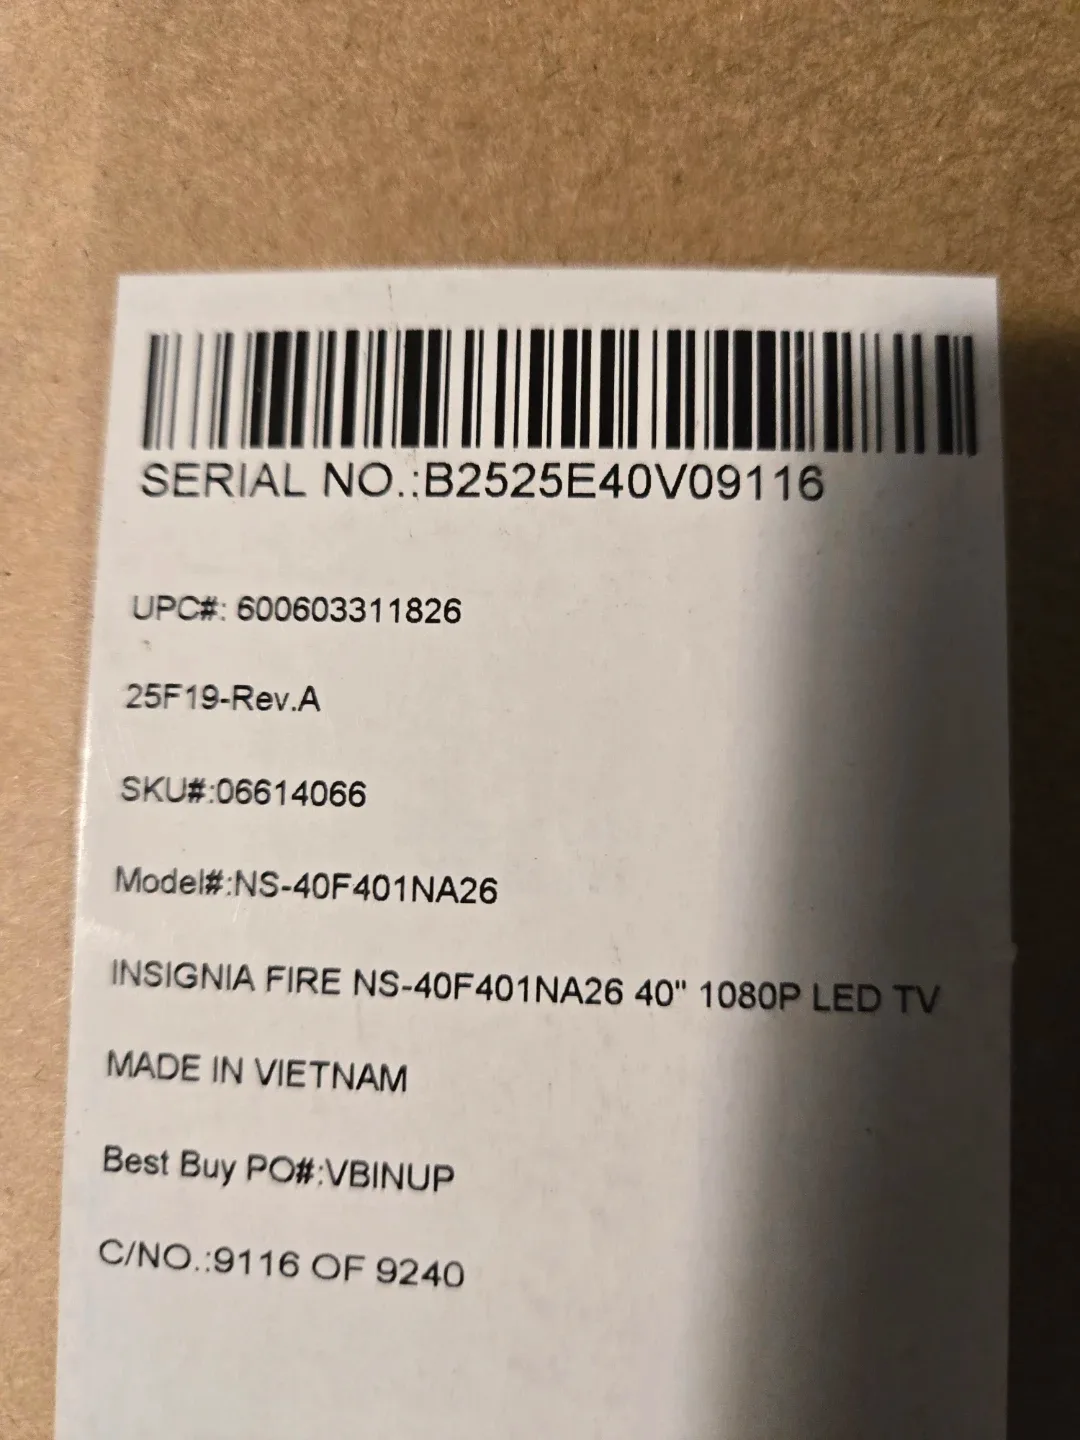 SERIAL NO.:B2525E40V09116
UPC#: 600603311826
25F19-Rev.A
SKU#:06614066
Model#:NS-40F401NA26
INSIGNIA FIRE NS-40F401NA26 40" 1080P LED TV
MADE IN VIETNAM
Best Buy PO#:VBINUP
C/NO.:9116 OF 9240